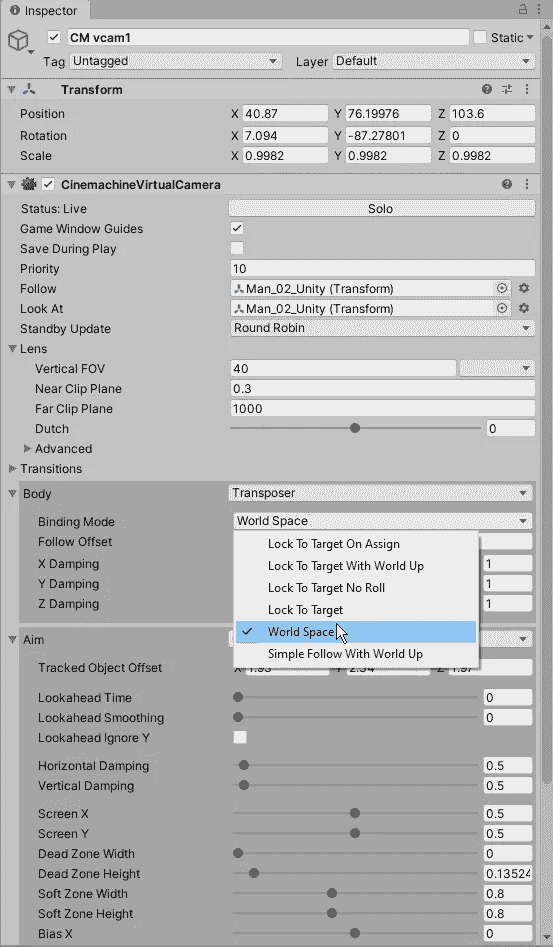 Inspector
CM vcam1 Static
Tag Untagged Layer Default
Transform
Position X 40.87 Y 76.19976 Z 103.6
Rotation X 7.094 Y -87.27801 Z 0
Scale X 0.9982 Y 0.9982 Z 0.9982
CinemachineVirtualCamera
Status: Live Solo
Game Window Guides
Save During Play
Priority 10
Follow Man_02_Unity (Transform)
Look At Man_02_Unity (Transform)
Standby Update Round Robin
Lens
Vertical FOV 40
Near Clip Plane 0.3
Far Clip Plane 1000
Dutch 0
Advanced
Transitions
Body Transposer
Binding Mode World Space
Follow Offset
Lock To Target On Assign
X Damping 1
Lock To Target With World Up
Y Damping 1
Lock To Target No Roll
Z Damping 1
Lock To Target
World Space
Aim
Simple Follow With World Up
Tracked Object Offset X 1.93 Y 2.34 Z 1.97
Lookahead Time 0
Lookahead Smoothing 0
Lookahead Ignore Y
Horizontal Damping 0.5
Vertical Damping 0.5
Screen X 0.5
Screen Y 0.5
Dead Zone Width 0
Dead Zone Height 0.13524
Soft Zone Width 0.8
Soft Zone Height 0.8
Bias X 0